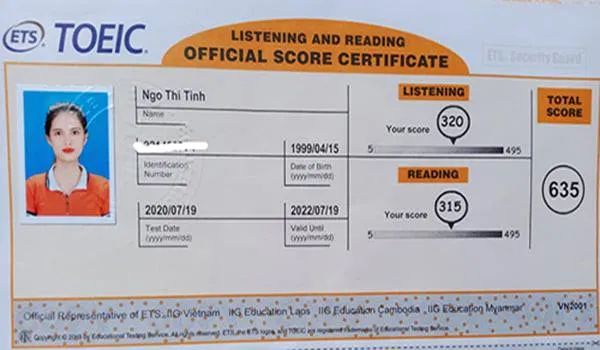 ETS TOEIC.
LISTENING AND READING
OFFICIAL SCORE CERTIFICATE
ETS. Security Guard
Ngo Thi Tinh
Name
Identification
Number
1999/04/15
Date of Birth
(yyyy/mm/dd)
2020/07/19
Test Date
(yyyy/mm/dd)
2022/07/19
Valid Until
(yyyy/mm/dd)
LISTENING
Your score
320
5
495
READING
Your score
315
5
495
TOTAL
SCORE
635
Official Representative of ETS, IIG Vietnam, IIG Education Laos, IIG Education Cambodia, IIG Education Myanmar
VN2001